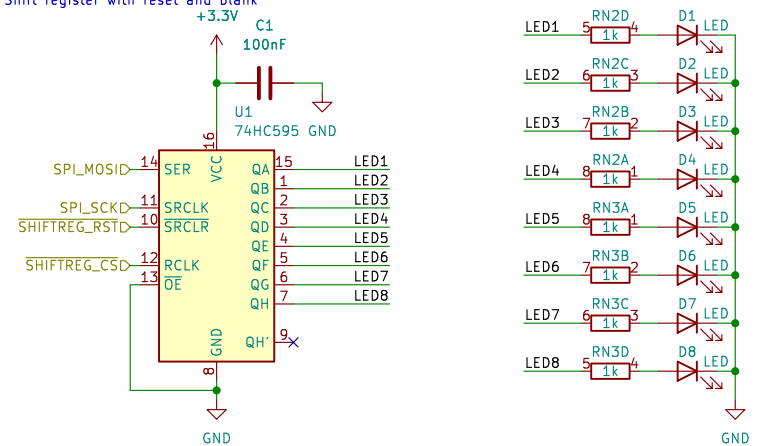 Shift register with reset and blank
+3.3V
C1
100nF
GND
U1
74HC595
16
VCC
SPI_MOSI 14 SER
SPI_SCK 11 SRCLK
SHIFTREG_RST 10 SRCLR
SHIFTREG_CS 12 RCLK
13 OE
QA 15 LED1
QB 1 LED2
QC 2 LED3
QD 3 LED4
QE 4 LED5
QF 5 LED6
QG 6 LED7
QH 7 LED8
QH' 9
GND
8
GND
RN2D D1
LED1 5 1k 4 LED
RN2C D2
LED2 6 1k 3 LED
RN2B D3
LED3 7 1k 2 LED
RN2A D4
LED4 8 1k 1 LED
RN3A D5
LED5 8 1k 1 LED
RN3B D6
LED6 7 1k 2 LED
RN3C D7
LED7 6 1k 3 LED
RN3D D8
LED8 5 1k 4 LED
GND